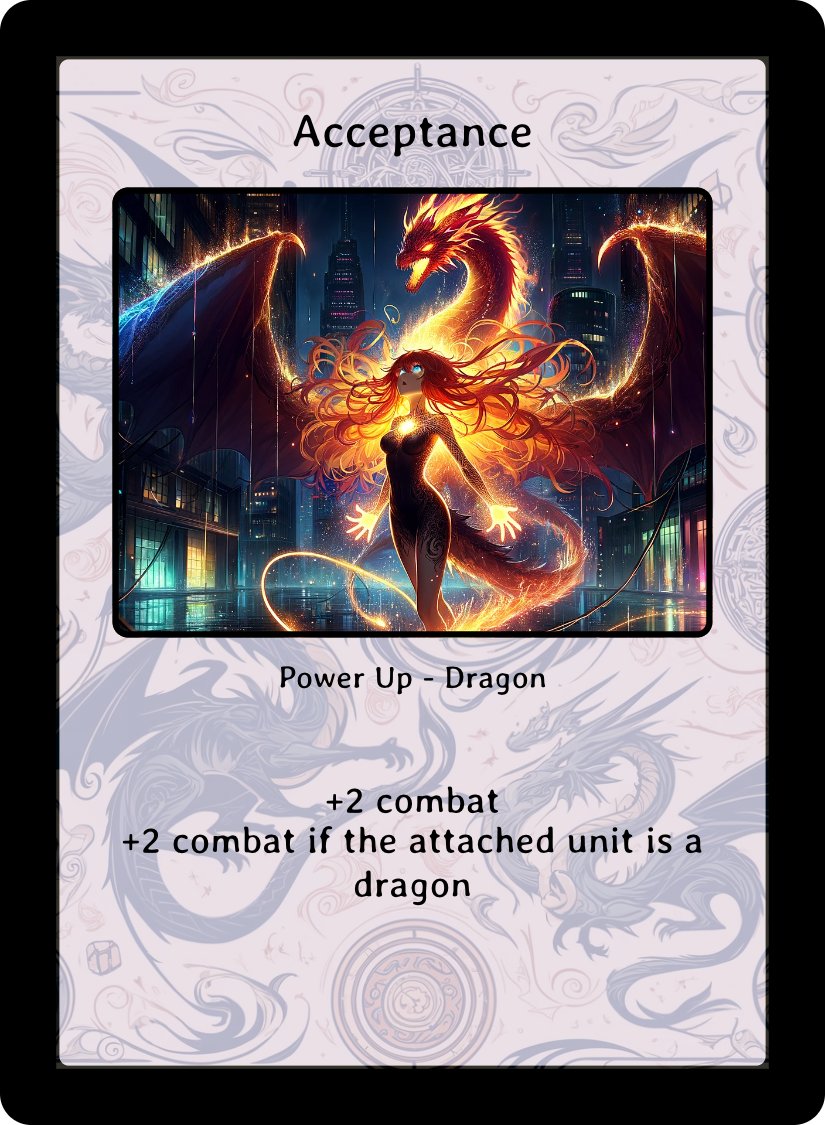 Acceptance
Power Up - Dragon
+2 combat
+2 combat if the attached unit is a
dragon